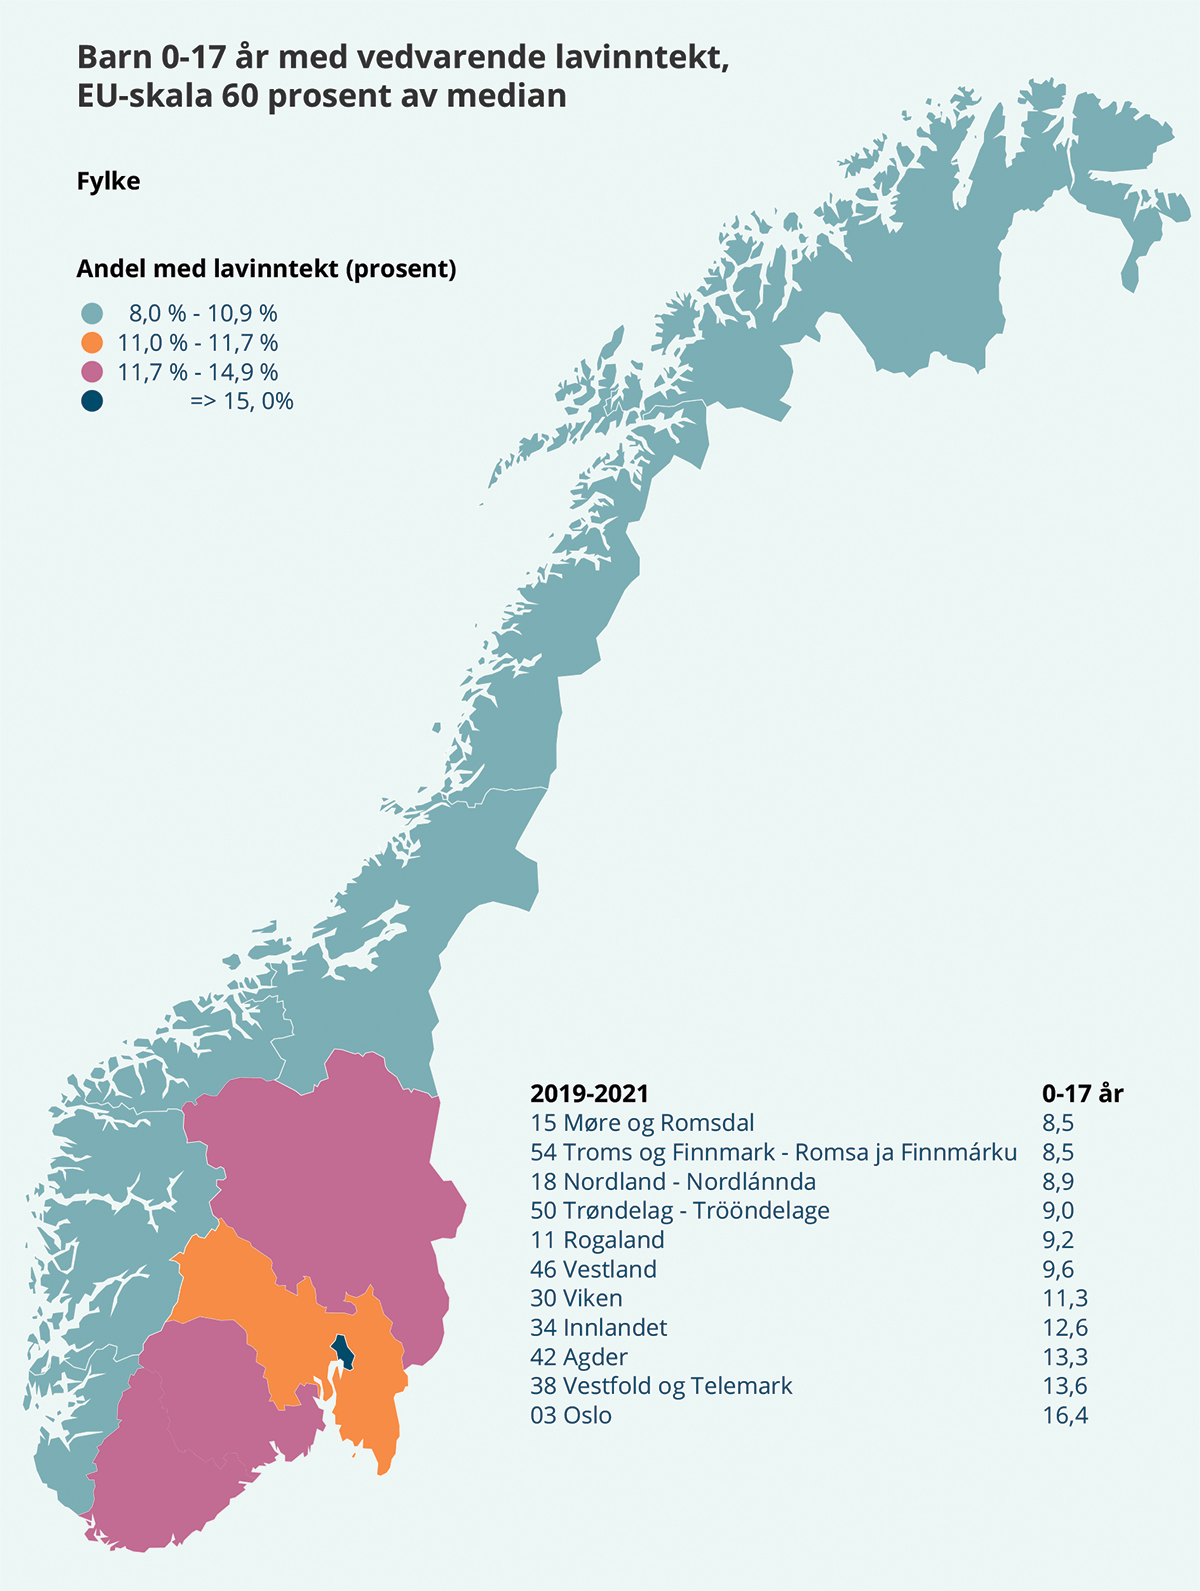 Barn 0-17 år med vedvarende lavinntekt,
EU-skala 60 prosent av median
Fylke
Andel med lavinntekt (prosent)
8,0 % - 10,9 %
11,0 % - 11,7 %
11,7 % - 14,9 %
=> 15, 0%
2019-2021 0-17 år
15 Møre og Romsdal 8,5
54 Troms og Finnmark - Romsa ja Finnmárku 8,5
18 Nordland - Nordlánnda 8,9
50 Trøndelag - Trööndelage 9,0
11 Rogaland 9,2
46 Vestland 9,6
30 Viken 11,3
34 Innlandet 12,6
42 Agder 13,3
38 Vestfold og Telemark 13,6
03 Oslo 16,4